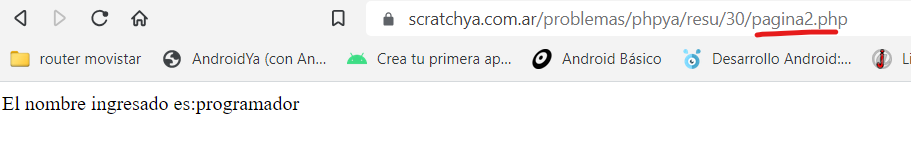 scratchya.com.ar/problemas/phpya/resu/30/pagina2.php
router movistar AndroidYa (con An... Crea tu primera ap... Android Básico Desarrollo Android:... Li
El nombre ingresado es:programador